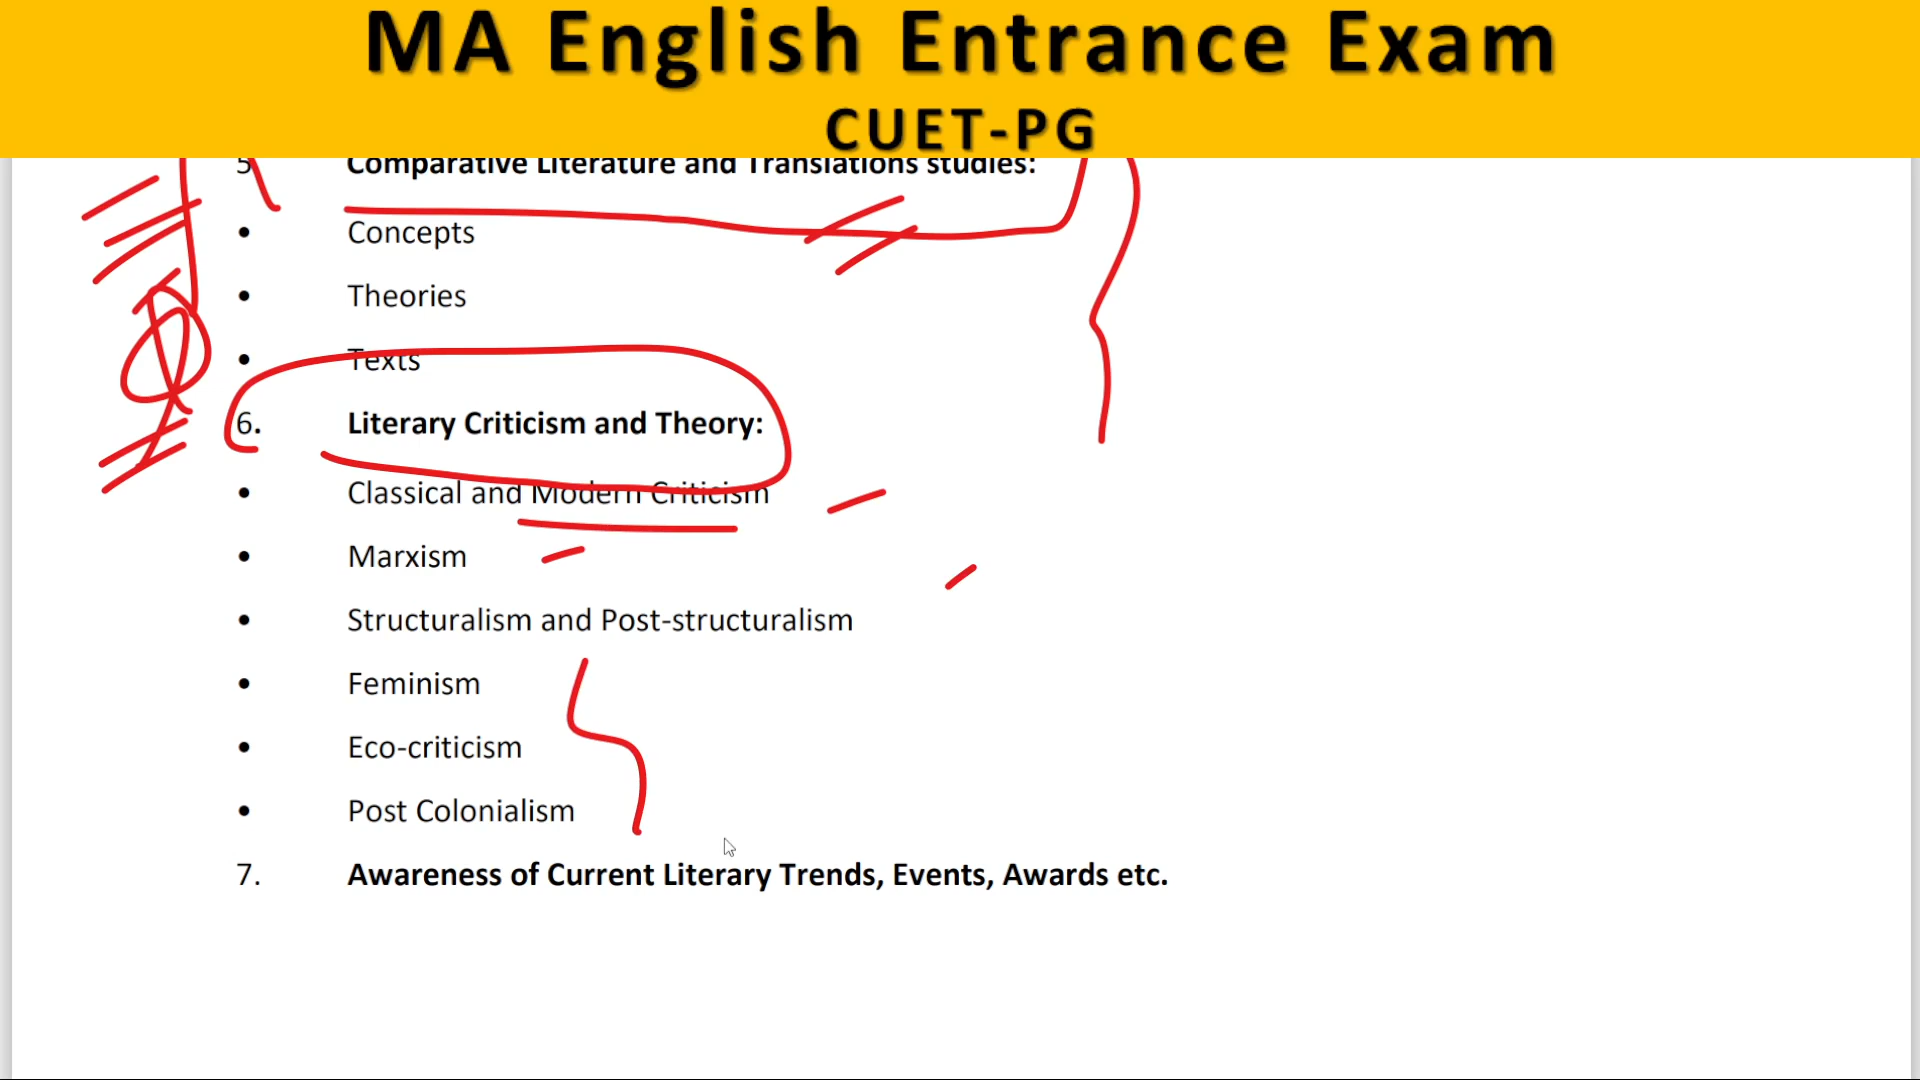 MA English Entrance Exam
CUET-PG
5 Comparative Literature and Translations studies:
• Concepts
• Theories
• Texts
6. Literary Criticism and Theory:
• Classical and Modern Criticism
• Marxism
• Structuralism and Post-structuralism
• Feminism
• Eco-criticism
• Post Colonialism
7. Awareness of Current Literary Trends, Events, Awards etc.